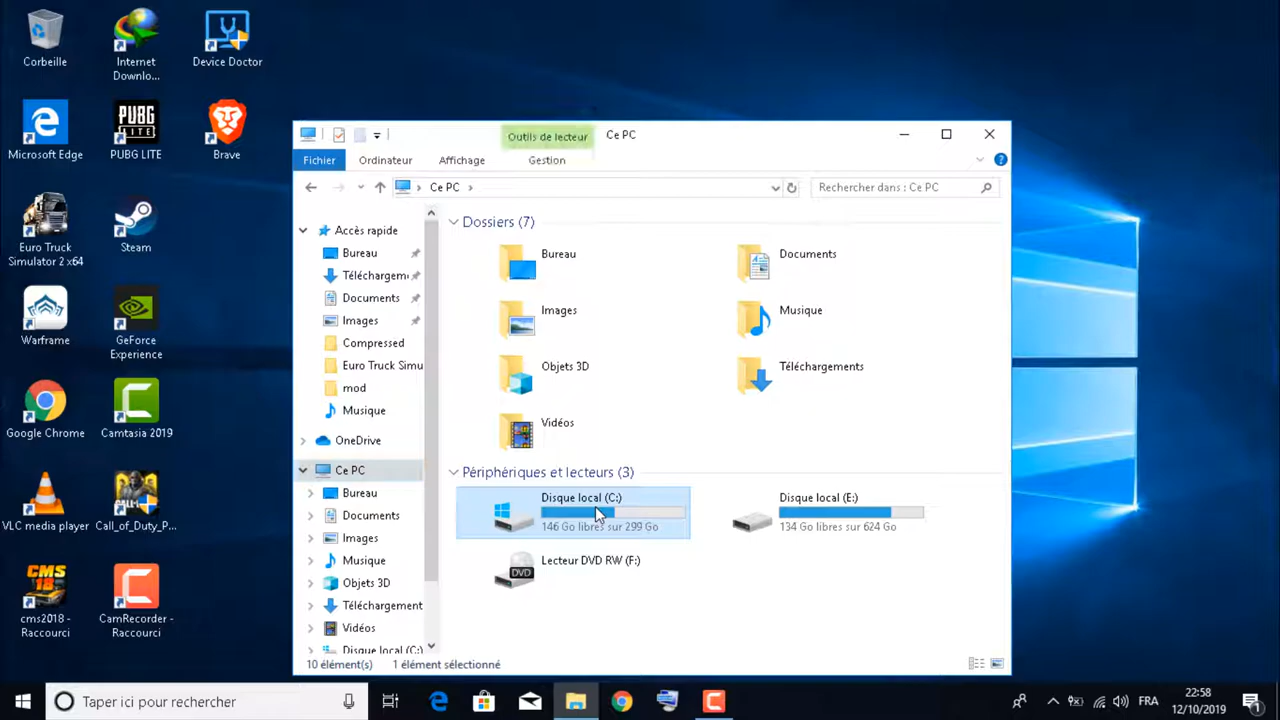 Corbeille
Internet
Downlo...
Device Doctor
Microsoft Edge
PUBG LITE
Brave
Euro Truck
Simulator 2 x64
Steam
Warframe
GeForce
Experience
Google Chrome
Camtasia 2019
VLC media player
Call_of_Duty_P...
cms2018 -
Raccourci
CamRecorder -
Raccourci
PUBG
LITE
CMS
18
Outils de lecteur
Ce PC
Fichier
Ordinateur
Affichage
Gestion
Ce PC
Rechercher dans : Ce PC
Accès rapide
Bureau
Téléchargem
Documents
Images
Compressed
Euro Truck Simu
mod
Musique
OneDrive
Ce PC
Bureau
Documents
Images
Musique
Objets 3D
Téléchargement
Vidéos
Disque local (C:)
Dossiers (7)
Bureau
Documents
Images
Musique
Objets 3D
Téléchargements
Vidéos
Périphériques et lecteurs (3)
Disque local (C:)
146 Go libres sur 299 Go
Disque local (E:)
134 Go libres sur 624 Go
DVD
Lecteur DVD RW (F:)
10 élément(s)
1 élément sélectionné
Taper ici pour rechercher
FRA
22:58
12/10/2019
1